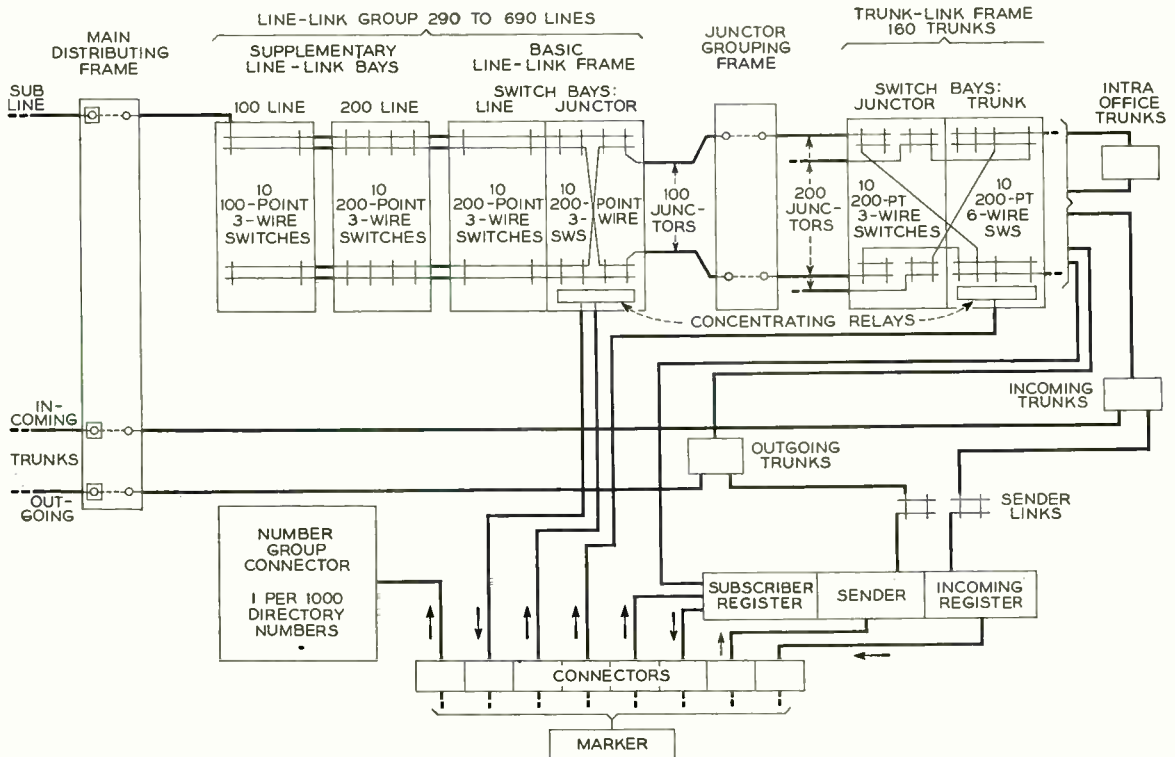 LINE-LINK GROUP 290 TO 690 LINES
TRUNK-LINK FRAME
160 TRUNKS
MAIN
DISTRIBUTING
FRAME
SUPPLEMENTARY
LINE-LINK BAYS
BASIC
LINE-LINK FRAME
JUNCTOR
GROUPING
FRAME
SUB
LINE
100 LINE
200 LINE
SWITCH BAYS:
LINE
JUNCTOR
SWITCH BAYS:
JUNCTOR
TRUNK
INTRA
OFFICE
TRUNKS
10
100-POINT
3-WIRE
SWITCHES
10
200-POINT
3-WIRE
SWITCHES
10
200-POINT
3-WIRE
SWITCHES
10
200-POINT
3-WIRE
SWS
100
JUNC-
TORS
200
JUNC-
TORS
10
200-PT
3-WIRE
SWITCHES
10
200-PT
6-WIRE
SWS
CONCENTRATING RELAYS
IN-
COMING
TRUNKS
OUT-
GOING
INCOMING
TRUNKS
OUTGOING
TRUNKS
SENDER
LINKS
NUMBER
GROUP
CONNECTOR
1 PER 1000
DIRECTORY
NUMBERS
SUBSCRIBER
REGISTER
SENDER
INCOMING
REGISTER
CONNECTORS
MARKER